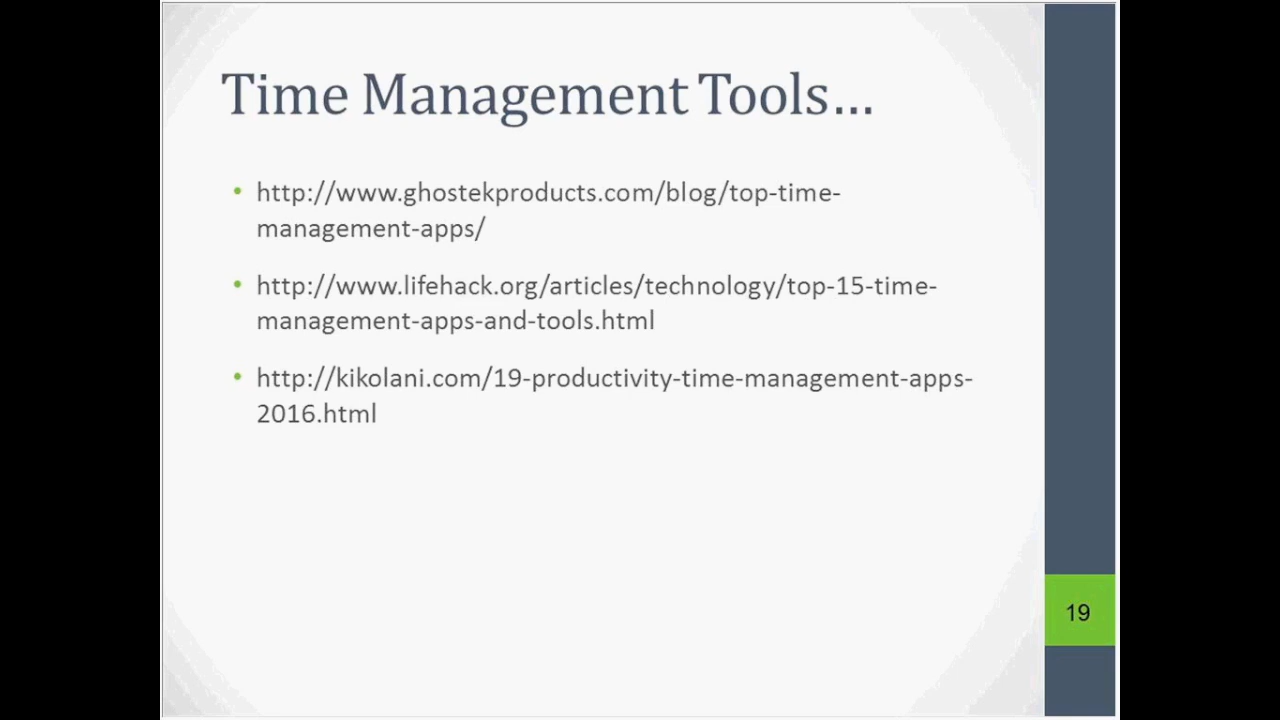 Time Management Tools...
• http://www.ghostekproducts.com/blog/top-time-
management-apps/
• http://www.lifehack.org/articles/technology/top-15-time-
management-apps-and-tools.html
• http://kikolani.com/19-productivity-time-management-apps-
2016.html
19